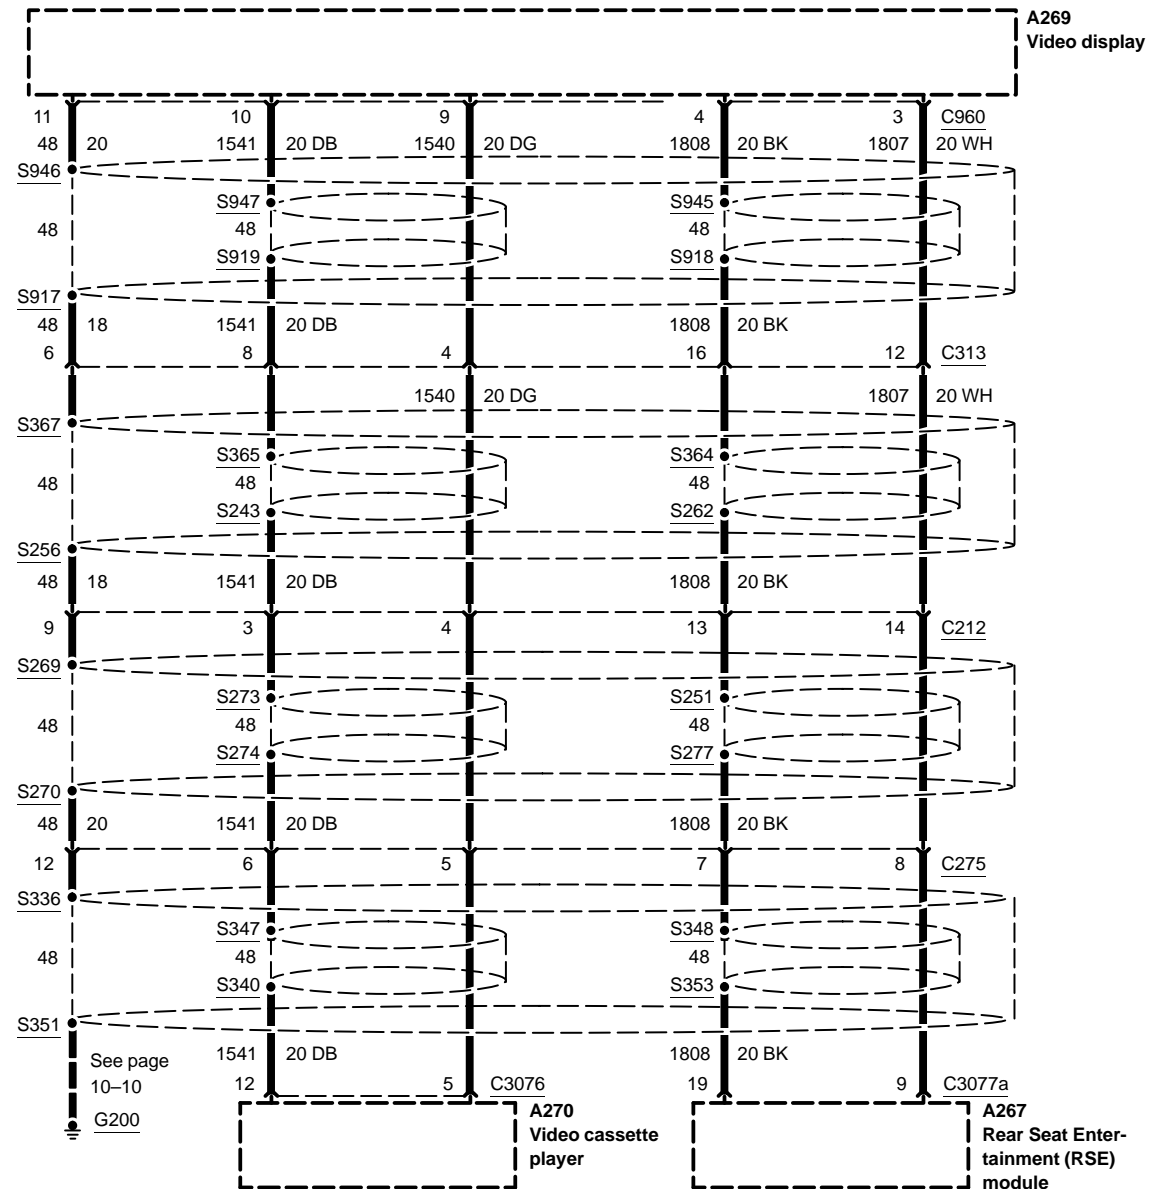 A269
Video display
11 10 9 4 3 C960
48 20 1541 20 DB 1540 20 DG 1808 20 BK 1807 20 WH
S946
S947 S945
48 48 48
S919 S918
S917
48 18 1541 20 DB 1808 20 BK
6 8 4 16 12 C313
1540 20 DG 1807 20 WH
S367
S365 S364
48 48 48
S243 S262
S256
48 18 1541 20 DB 1808 20 BK
9 3 4 13 14 C212
S269
S273 S251
48 48 48
S274 S277
S270
48 20 1541 20 DB 1808 20 BK
12 6 5 7 8 C275
S336
S347 S348
48 48 48
S340 S353
S351
1541 20 DB 1808 20 BK
See page
10–10
12 5 C3076 19 9 C3077a
G200
A270
Video cassette
player
A267
Rear Seat Enter-
tainment (RSE)
module